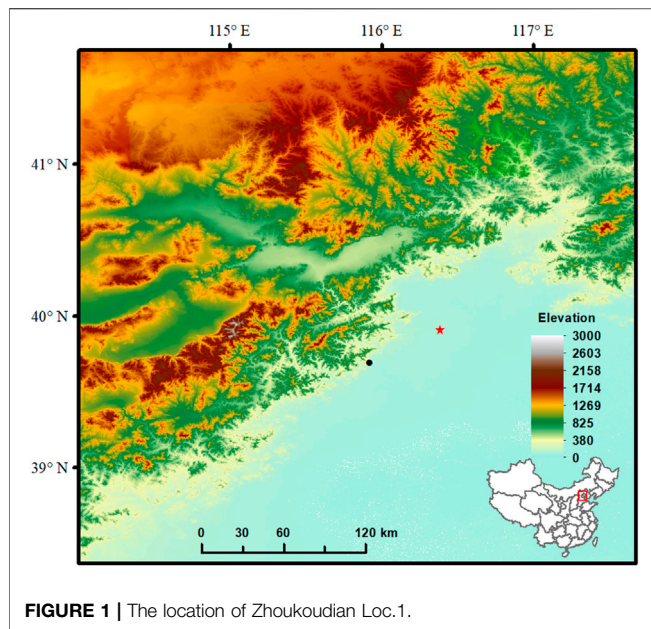 115° E 116° E 117° E
41° N
40° N
39° N
Elevation
3000
2603
2158
1714
1269
825
380
0
0 30 60 120 km
FIGURE 1 | The location of Zhoukoudian Loc.1.